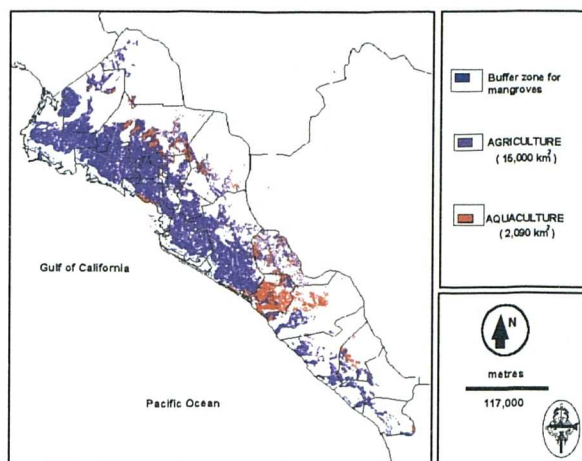 Gulf of California
Pacific Ocean
Buffer zone for
mangroves
AGRICULTURE
(15,000 km²)
AQUACULTURE
(2,090 km²)
N
metres
117,000